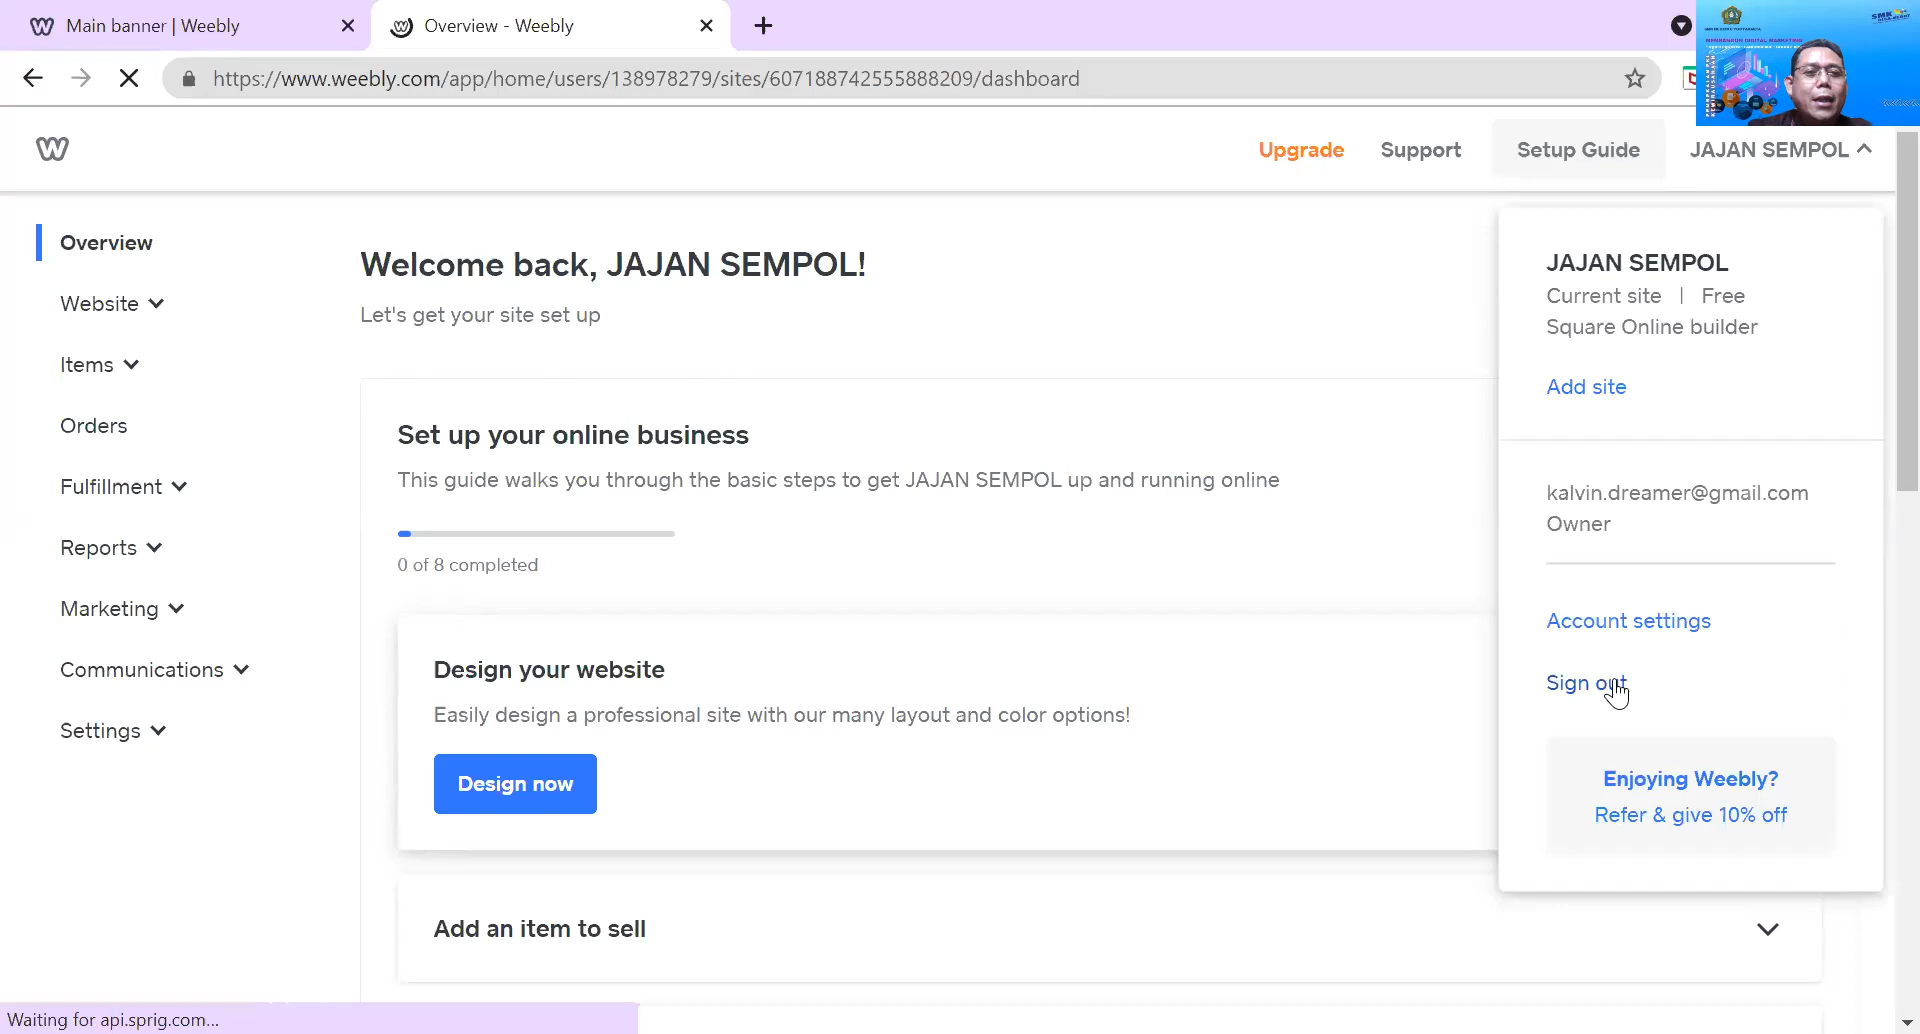 Main banner | Weebly
Overview - Weebly
https://www.weebly.com/app/home/users/138978279/sites/607188742555888209/dashboard
Upgrade
Support
Setup Guide
JAJAN SEMPOL
Overview
Website
Items
Orders
Fulfillment
Reports
Marketing
Communications
Settings
Welcome back, JAJAN SEMPOL!
Let's get your site set up
Set up your online business
This guide walks you through the basic steps to get JAJAN SEMPOL up and running online
0 of 8 completed
Design your website
Easily design a professional site with our many layout and color options!
Design now
Add an item to sell
JAJAN SEMPOL
Current site | Free
Square Online builder
Add site
kalvin.dreamer@gmail.com
Owner
Account settings
Sign out
Enjoying Weebly?
Refer & give 10% off
Waiting for api.sprig.com...
MEMBANGUN DIGITAL MARKETING
SMK